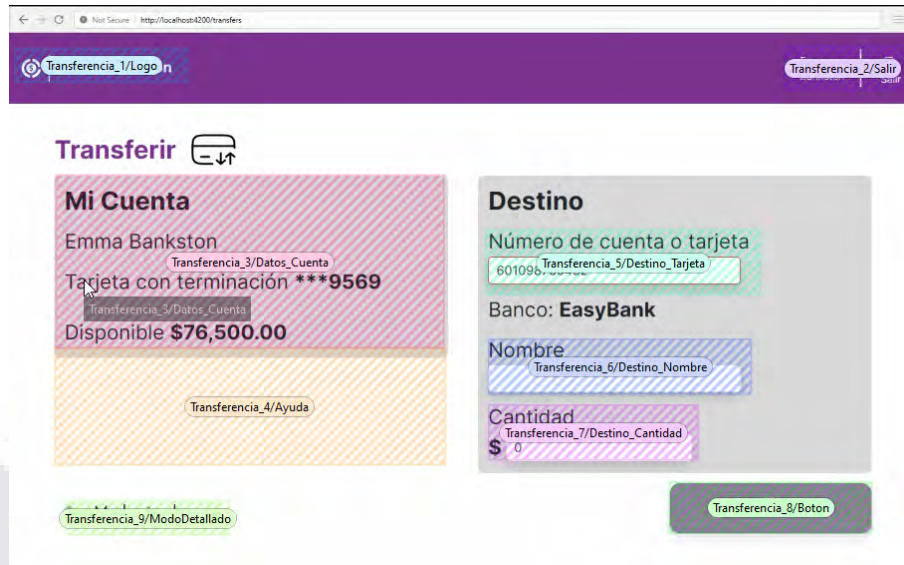 Not Secure http://localhost:4200/transfers
Transferencia_1/Logo n
Transferencia_2/Salir
Salir
Transferir
Mi Cuenta
Emma Bankston
Transferencia_3/Datos_Cuenta
Tarjeta con terminación ***9569
Transferencia_3/Datos_Cuenta
Disponible $76,500.00
Transferencia_4/Ayuda
Transferencia_9/ModoDetallado
Destino
Número de cuenta o tarjeta
Transferencia_5/Destino_Tarjeta
Banco: EasyBank
Nombre
Transferencia_6/Destino_Nombre
Cantidad
Transferencia_7/Destino_Cantidad
$ 0
Transferencia_8/Boton